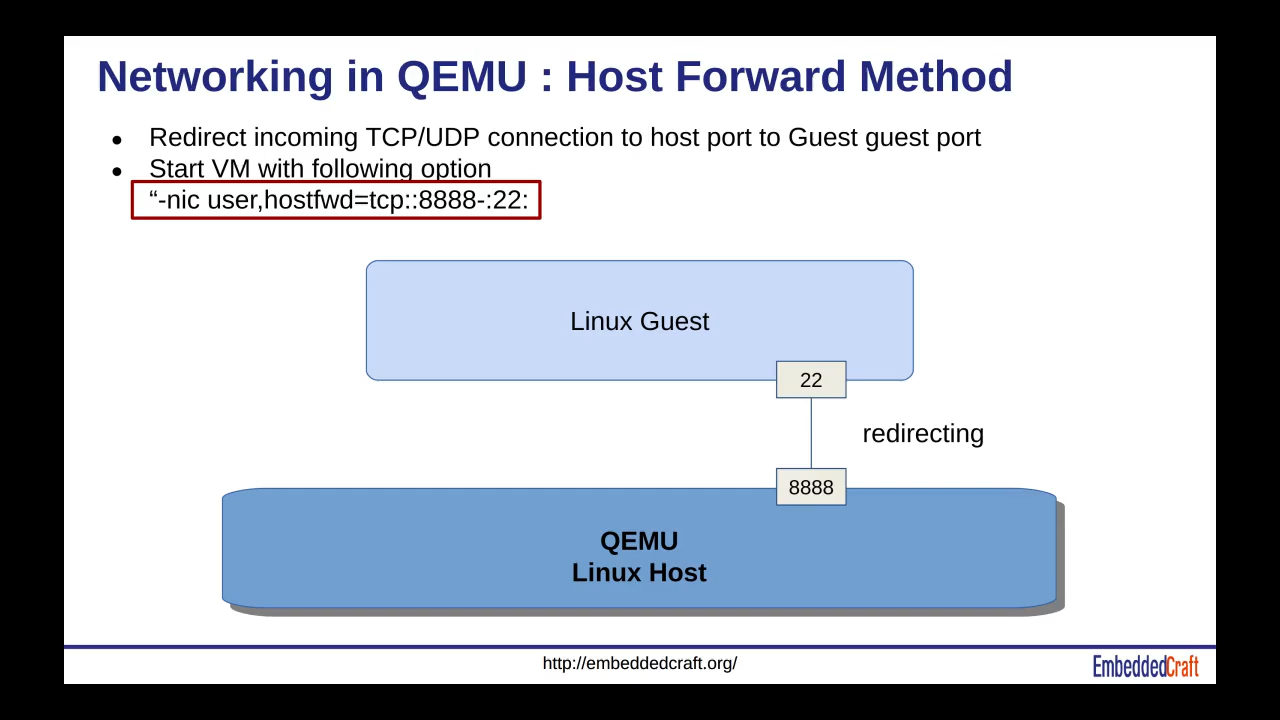 Networking in QEMU : Host Forward Method
● Redirect incoming TCP/UDP connection to host port to Guest guest port
● Start VM with following option
“-nic user,hostfwd=tcp::8888-:22:
Linux Guest
22
redirecting
8888
QEMU
Linux Host
http://embeddedcraft.org/
EmbeddedCraft